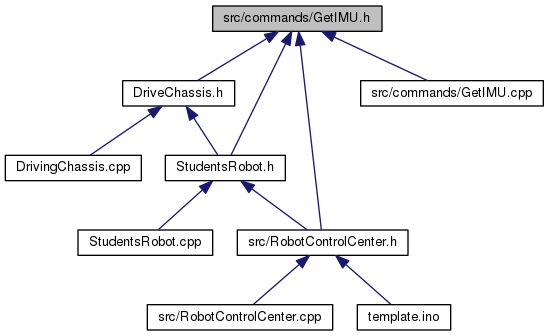 src/commands/GetIMU.h
DriveChassis.h
src/commands/GetIMU.cpp
DrivingChassis.cpp
StudentsRobot.h
StudentsRobot.cpp
src/RobotControlCenter.h
src/RobotControlCenter.cpp
template.ino